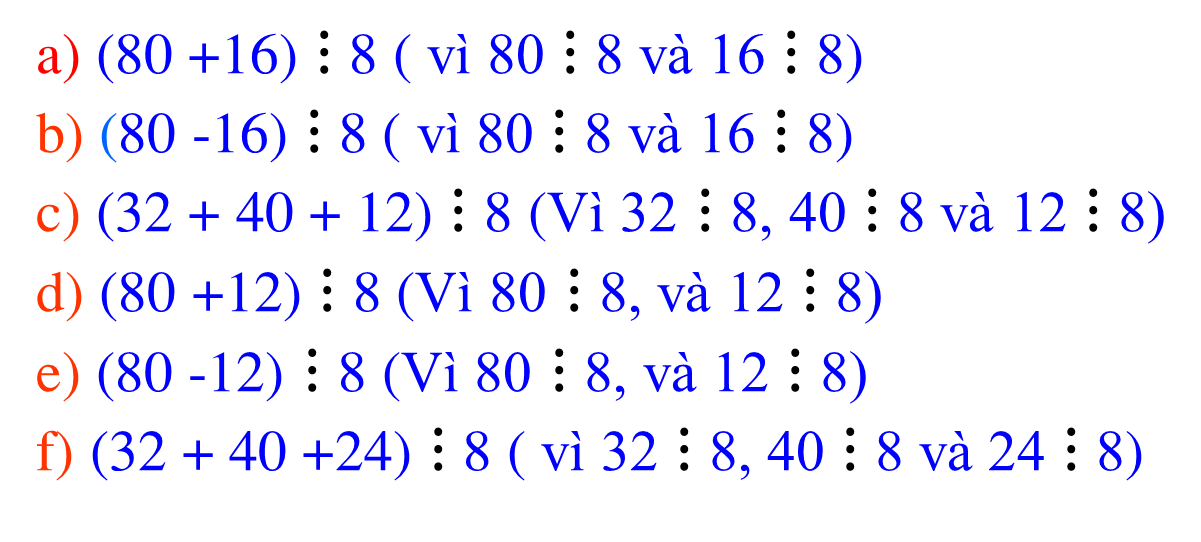 a) (80 +16) ⋮ 8 ( vì 80 ⋮ 8 và 16 ⋮ 8)
b) (80 -16) ⋮ 8 ( vì 80 ⋮ 8 và 16 ⋮ 8)
c) (32 + 40 + 12) ⋮ 8 (Vì 32 ⋮ 8, 40 ⋮ 8 và 12 ⋮ 8)
d) (80 +12) ⋮ 8 (Vì 80 ⋮ 8, và 12 ⋮ 8)
e) (80 -12) ⋮ 8 (Vì 80 ⋮ 8, và 12 ⋮ 8)
f) (32 + 40 +24) ⋮ 8 ( vì 32 ⋮ 8, 40 ⋮ 8 và 24 ⋮ 8)